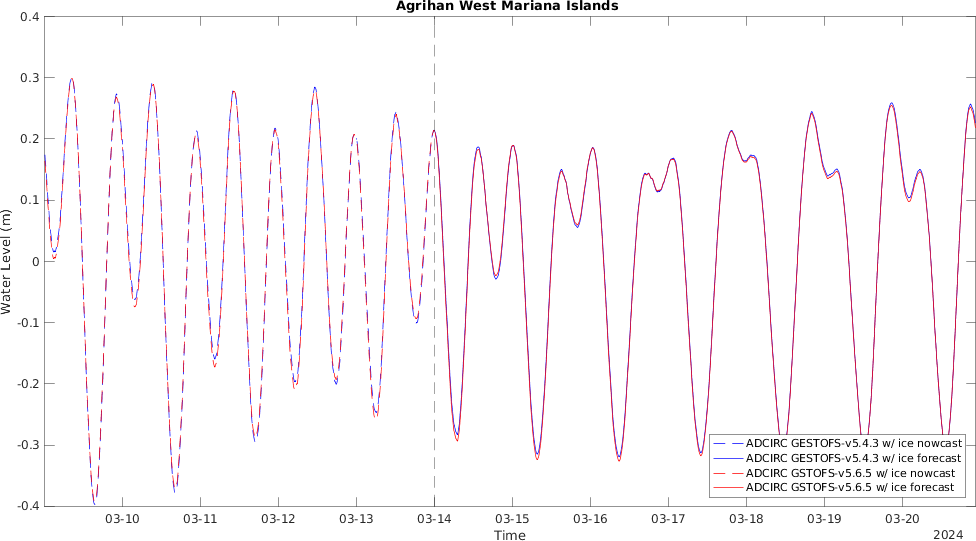 Agrihan West Mariana Islands
0.4
0.3
0.2
0.1
0
-0.1
-0.2
-0.3
-0.4
Water Level (m)
ADCIRC GESTOFS-v5.4.3 w/ ice nowcast
ADCIRC GESTOFS-v5.4.3 w/ ice forecast
ADCIRC GSTOFS-v5.6.5 w/ ice nowcast
ADCIRC GSTOFS-v5.6.5 w/ ice forecast
03-10 03-11 03-12 03-13 03-14 03-15 03-16 03-17 03-18 03-19 03-20
Time
2024